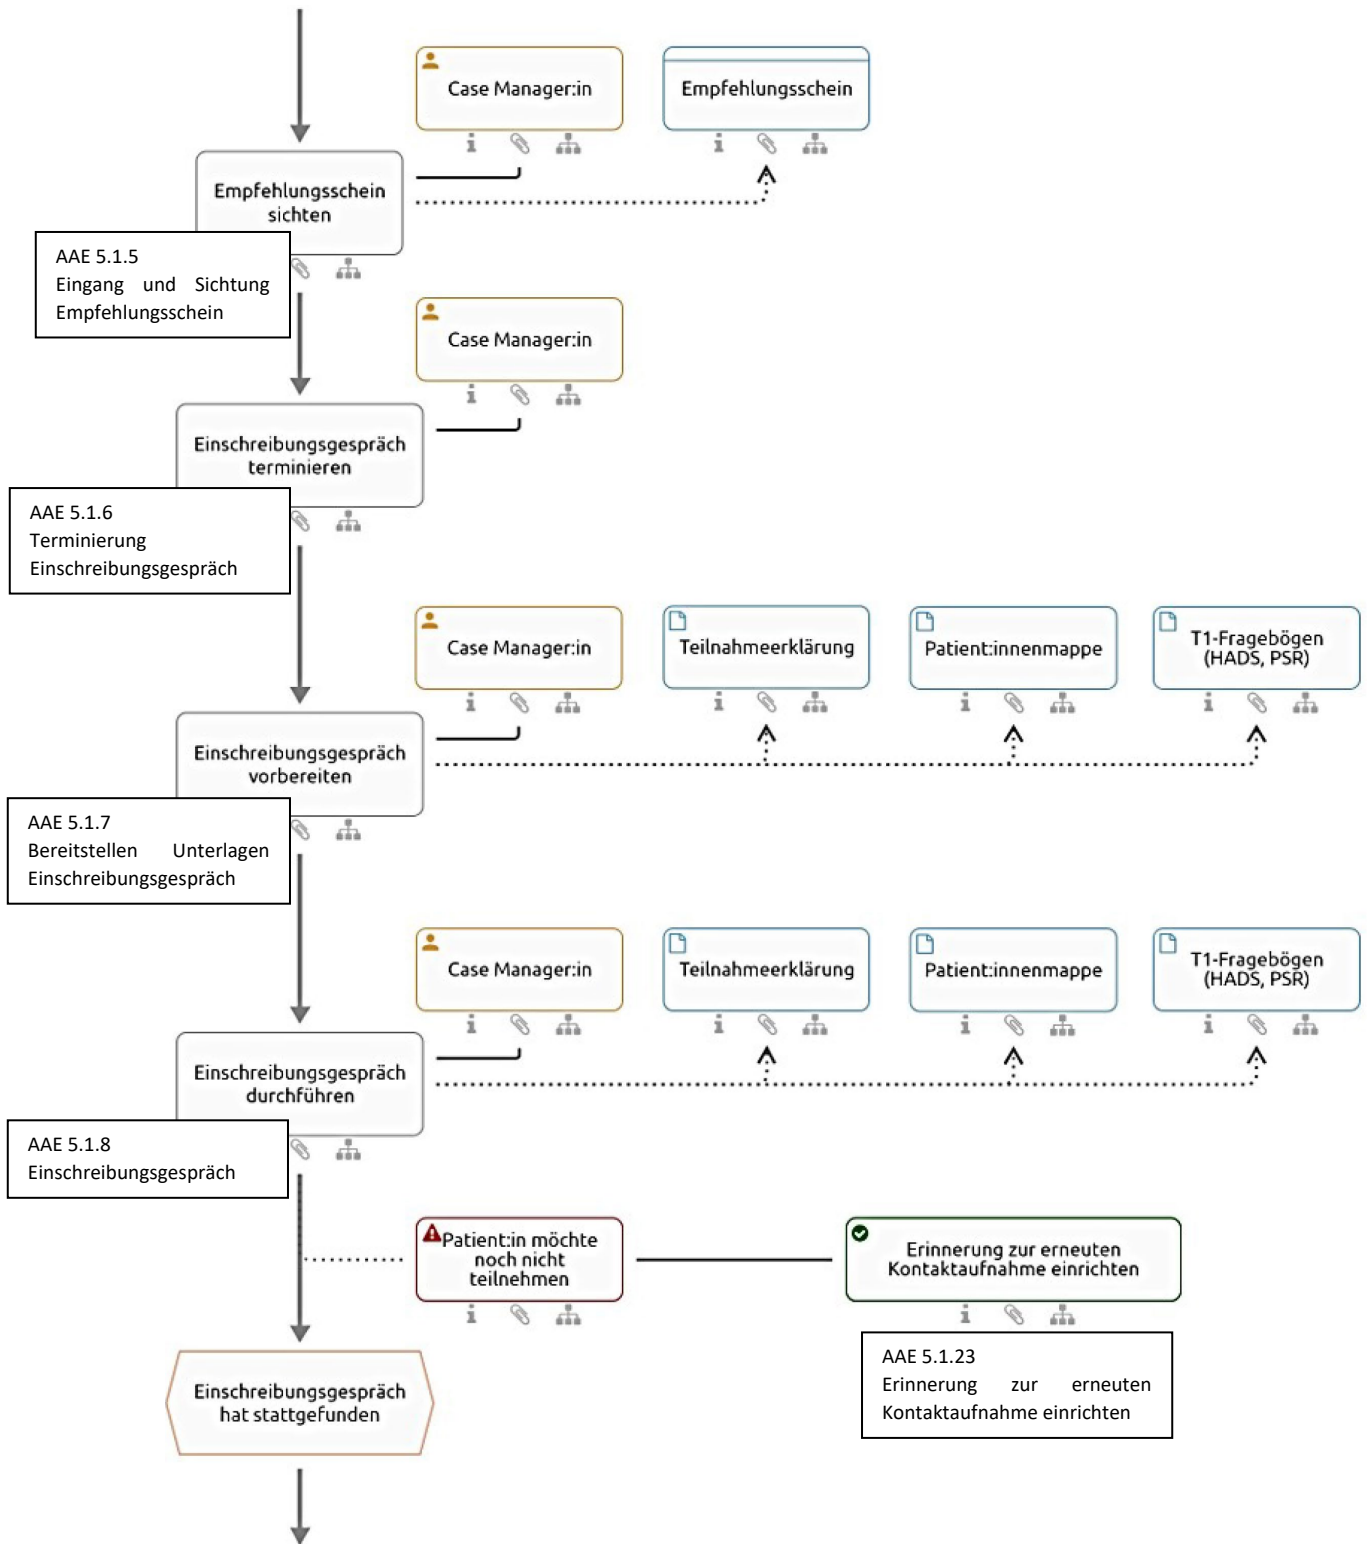 Case Manager:in
Empfehlungsschein
Empfehlungsschein
sichten
AAE 5.1.5
Eingang und Sichtung
Empfehlungsschein
Case Manager:in
Einschreibungsgespräch
terminieren
AAE 5.1.6
Terminierung
Einschreibungsgespräch
Case Manager:in
Teilnahmeerklärung
Patient:innenmappe
T1-Fragebögen
(HADS, PSR)
Einschreibungsgespräch
vorbereiten
AAE 5.1.7
Bereitstellen Unterlagen
Einschreibungsgespräch
Case Manager:in
Teilnahmeerklärung
Patient:innenmappe
T1-Fragebögen
(HADS, PSR)
Einschreibungsgespräch
durchführen
AAE 5.1.8
Einschreibungsgespräch
Patient:in möchte
noch nicht
teilnehmen
Erinnerung zur erneuten
Kontaktaufnahme einrichten
AAE 5.1.23
Erinnerung zur erneuten
Kontaktaufnahme einrichten
Einschreibungsgespräch
hat stattgefunden